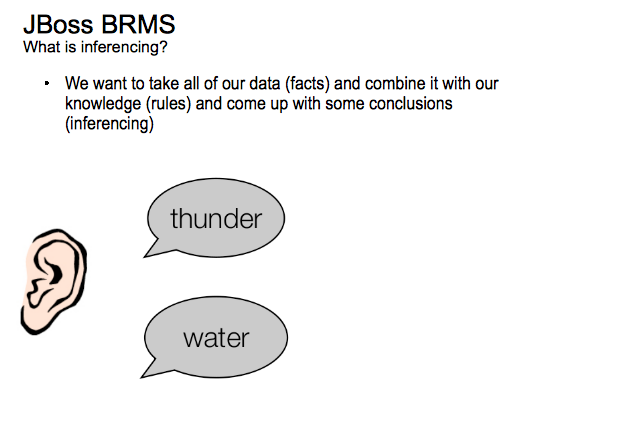 JBoss BRMS
What is inferencing?
• We want to take all of our data (facts) and combine it with our
knowledge (rules) and come up with some conclusions
(inferencing)
thunder
water